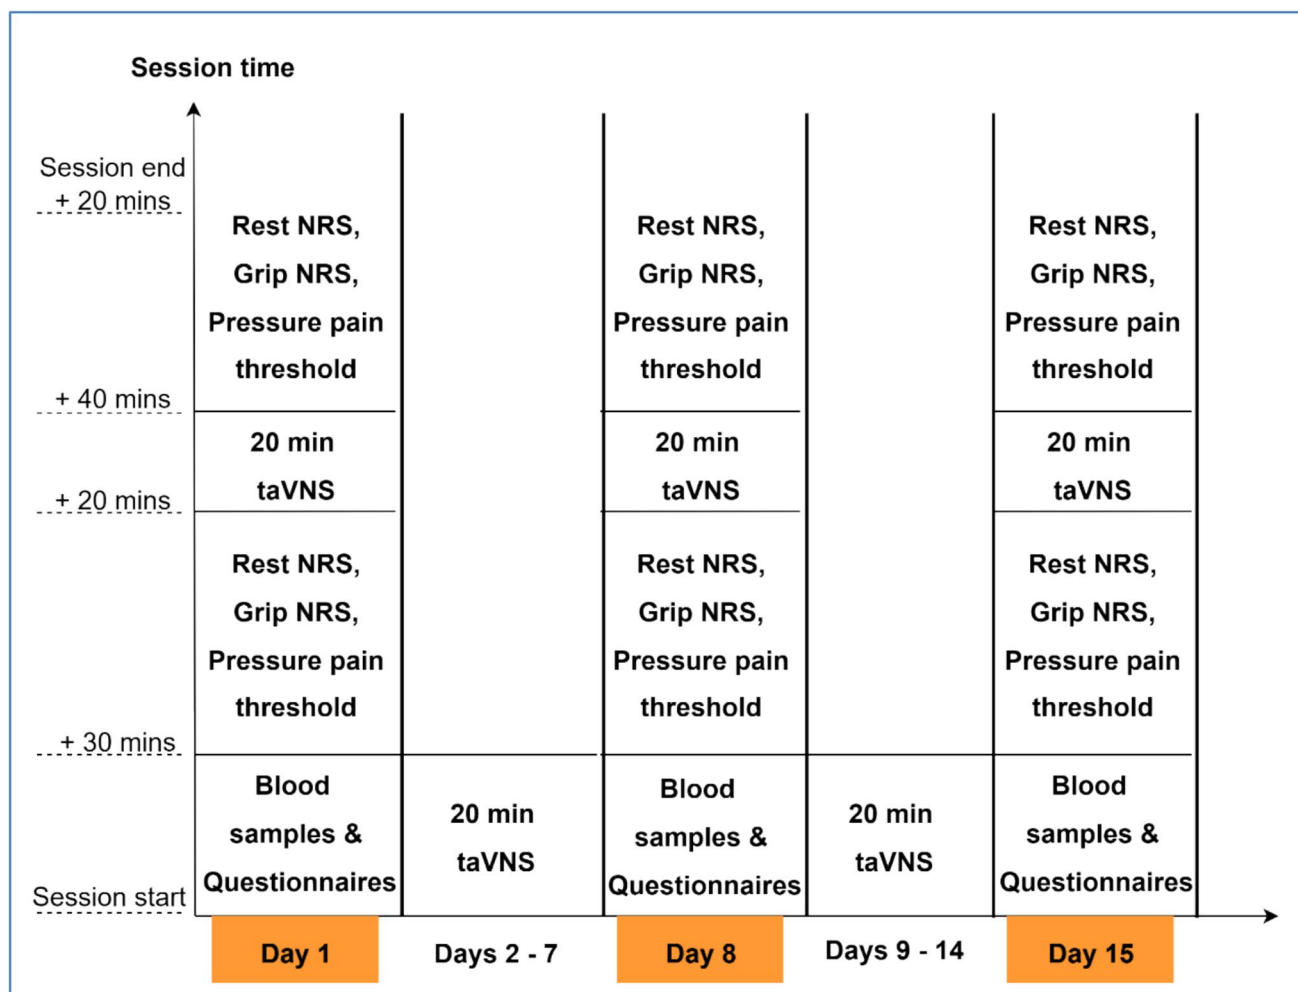 Session time
Session end
+ 20 mins
+ 40 mins
+ 20 mins
+ 30 mins
Session start
Rest NRS,
Grip NRS,
Pressure pain
threshold
20 min
taVNS
Rest NRS,
Grip NRS,
Pressure pain
threshold
Blood
samples &
Questionnaires
Day 1
20 min
taVNS
Days 2 - 7
Rest NRS,
Grip NRS,
Pressure pain
threshold
20 min
taVNS
Rest NRS,
Grip NRS,
Pressure pain
threshold
Blood
samples &
Questionnaires
Day 8
20 min
taVNS
Days 9 - 14
Rest NRS,
Grip NRS,
Pressure pain
threshold
20 min
taVNS
Rest NRS,
Grip NRS,
Pressure pain
threshold
Blood
samples &
Questionnaires
Day 15